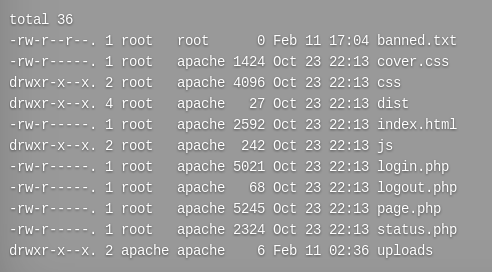 total 36
-rw-r--r--. 1 root   root      0 Feb 11 17:04 banned.txt
-rw-r-----. 1 root   apache 1424 Oct 23 22:13 cover.css
drwxr-x--x. 2 root   apache 4096 Oct 23 22:13 css
drwxr-x--x. 4 root   apache   27 Oct 23 22:13 dist
-rw-r-----. 1 root   apache 2592 Oct 23 22:13 index.html
drwxr-x--x. 2 root   apache  242 Oct 23 22:13 js
-rw-r-----. 1 root   apache 5021 Oct 23 22:13 login.php
-rw-r-----. 1 root   apache   68 Oct 23 22:13 logout.php
-rw-r-----. 1 root   apache 5245 Oct 23 22:13 page.php
-rw-r-----. 1 root   apache 2324 Oct 23 22:13 status.php
drwxr-x--x. 2 apache apache    6 Feb 11 02:36 uploads